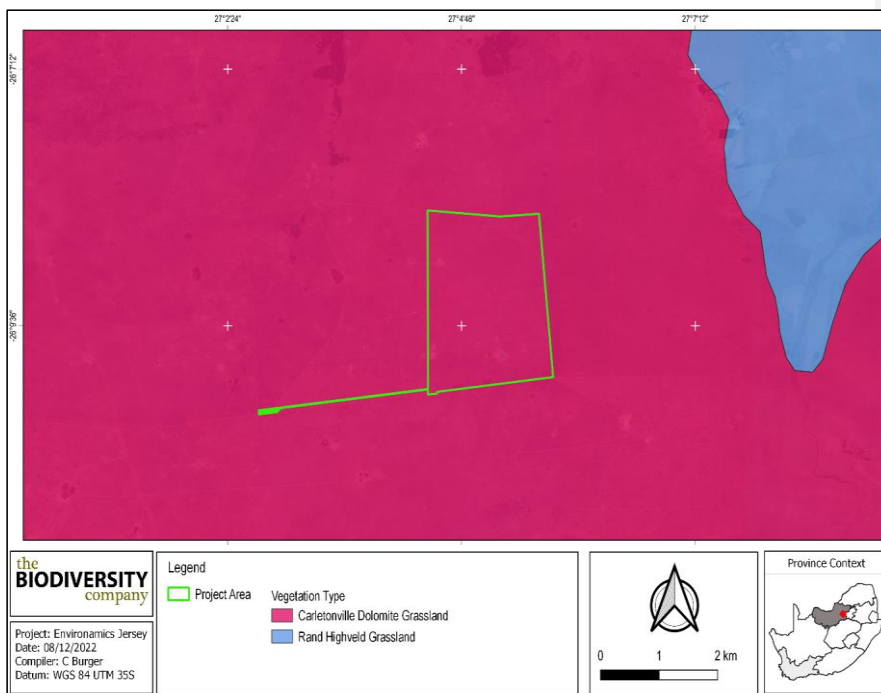 27°2'24"
27°4'48"
27°7'12"
-26°7'12"
-26°9'36"
the
BIODIVERSITY
company
Project: Environamics Jersey
Date: 08/12/2022
Compiler: C Burger
Datum: WGS 84 UTM 35S
Legend
Project Area
Vegetation Type
Carletonville Dolomite Grassland
Rand Highveld Grassland
0 1 2 km
Province Context